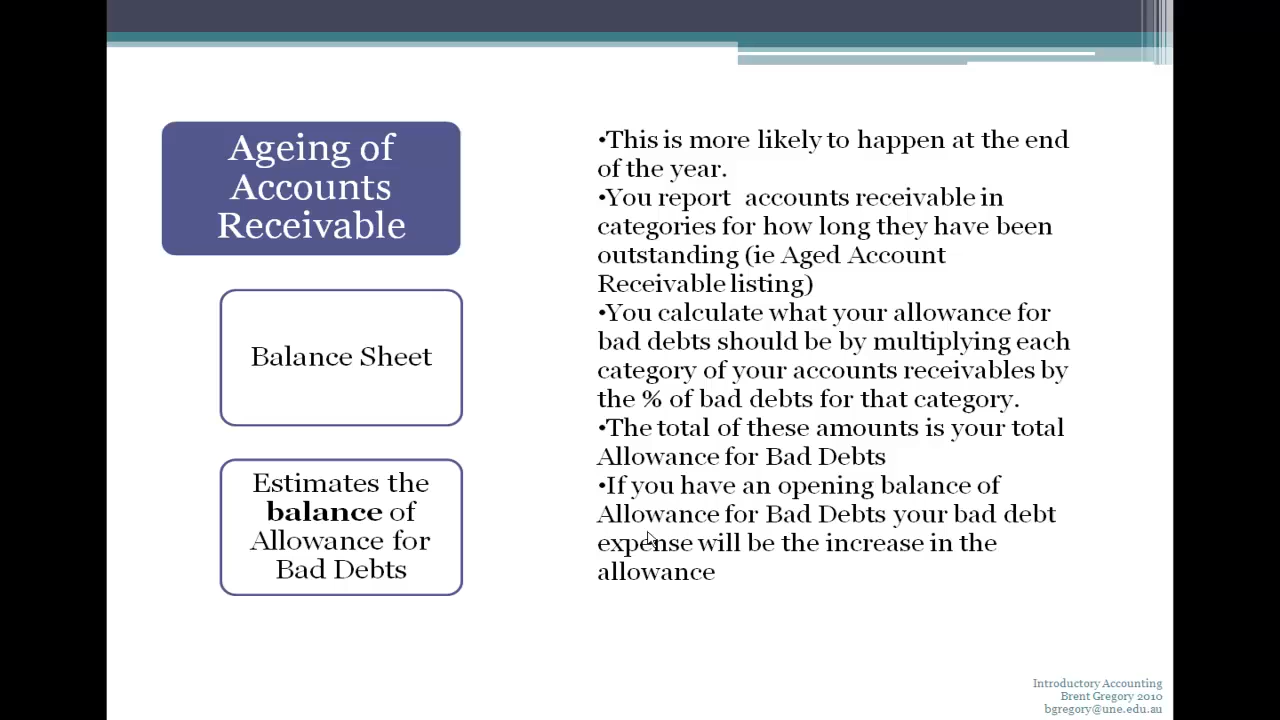 Ageing of
Accounts
Receivable
Balance Sheet
Estimates the
balance of
Allowance for
Bad Debts
•This is more likely to happen at the end
of the year.
•You report accounts receivable in
categories for how long they have been
outstanding (ie Aged Account
Receivable listing)
•You calculate what your allowance for
bad debts should be by multiplying each
category of your accounts receivables by
the % of bad debts for that category.
•The total of these amounts is your total
Allowance for Bad Debts
•If you have an opening balance of
Allowance for Bad Debts your bad debt
expense will be the increase in the
allowance
Introductory Accounting
Brent Gregory 2010
bgregory@une.edu.au